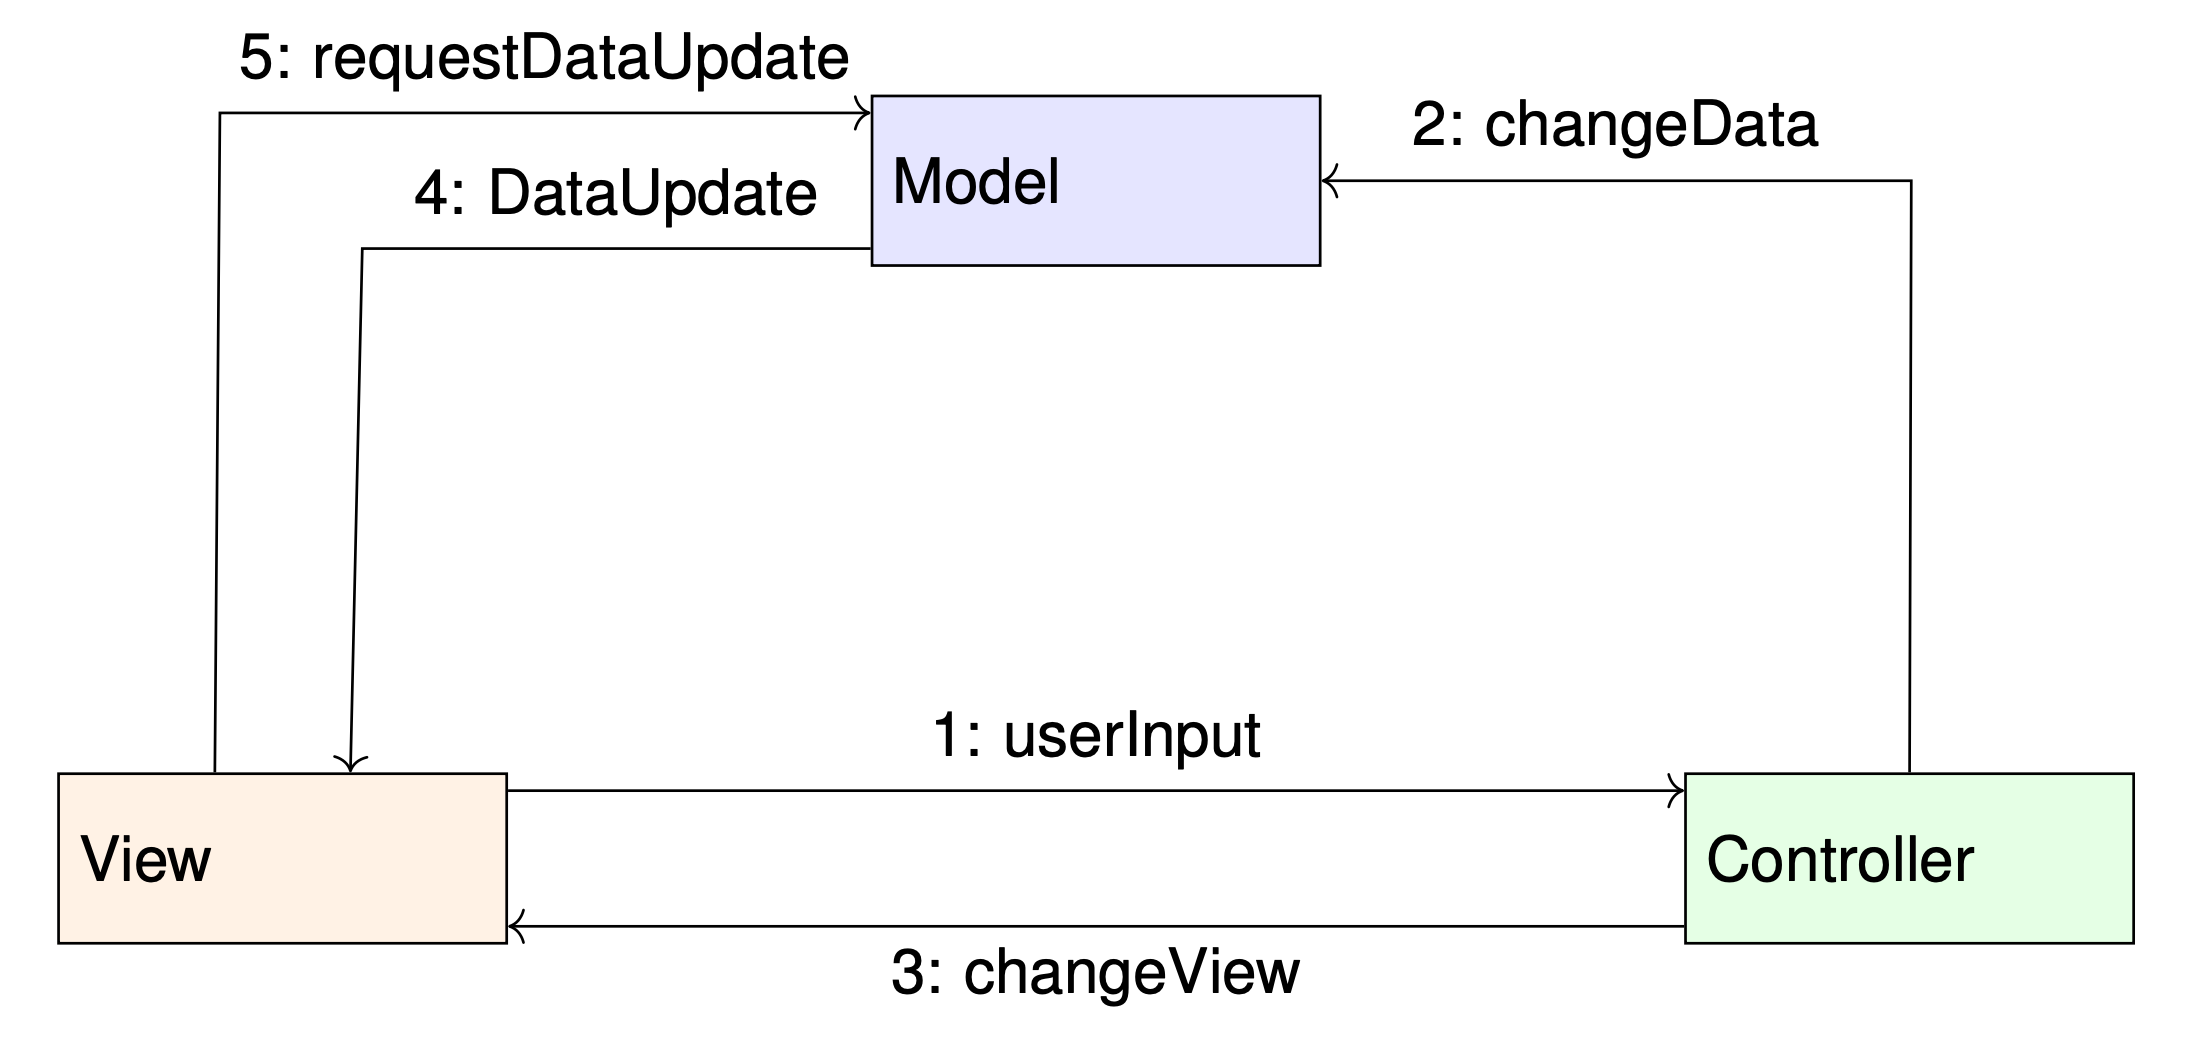 5: requestDataUpdate
2: changeData
Model
4: DataUpdate
1: userInput
View
Controller
3: changeView